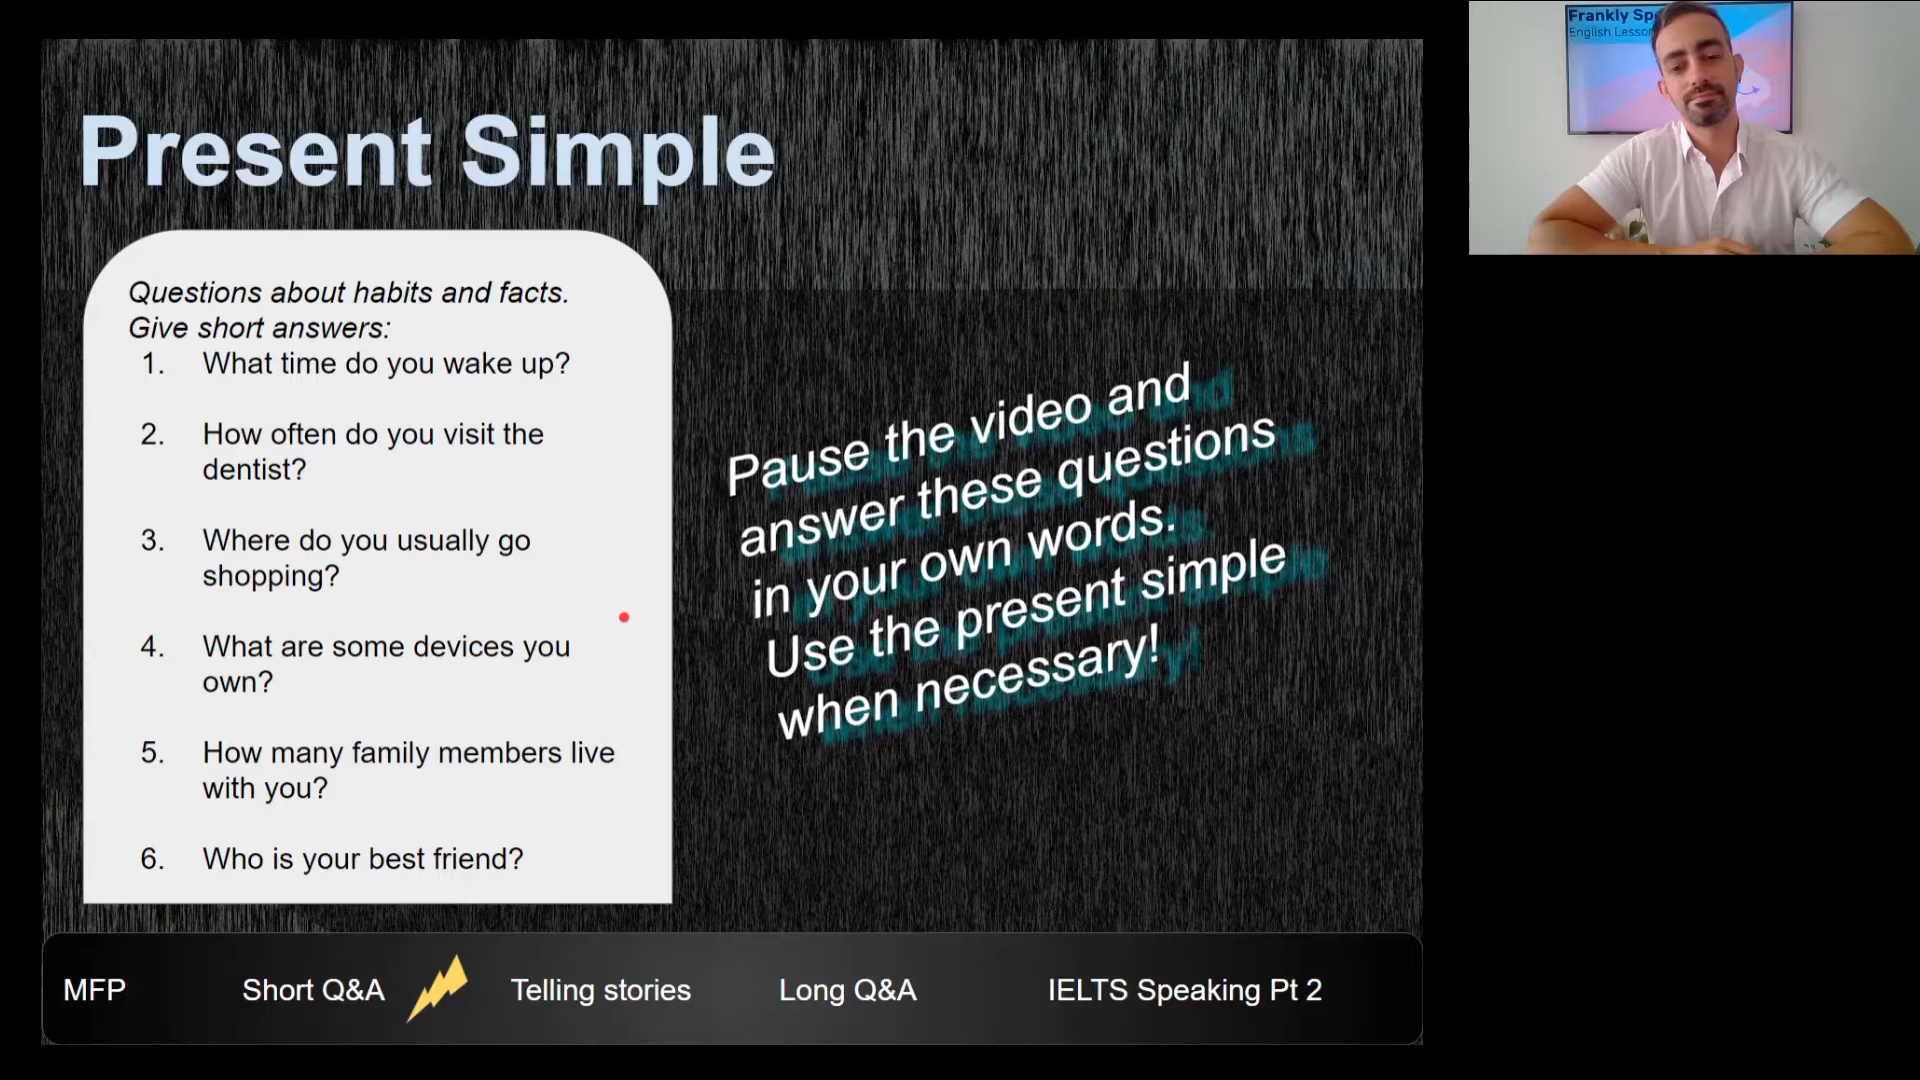 Present Simple
Questions about habits and facts.
Give short answers:
1. What time do you wake up?
2. How often do you visit the
dentist?
3. Where do you usually go
shopping?
4. What are some devices you
own?
5. How many family members live
with you?
6. Who is your best friend?
Pause the video and
answer these questions
in your own words.
Use the present simple
when necessary!
MFP
Short Q&A
Telling stories
Long Q&A
IELTS Speaking Pt 2
Frankly
English